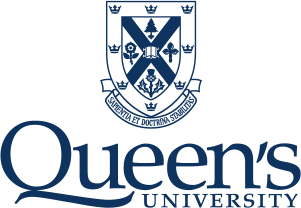 SAPIENTIA ET DOCTRINA STABILITAS
Queen's
UNIVERSITY